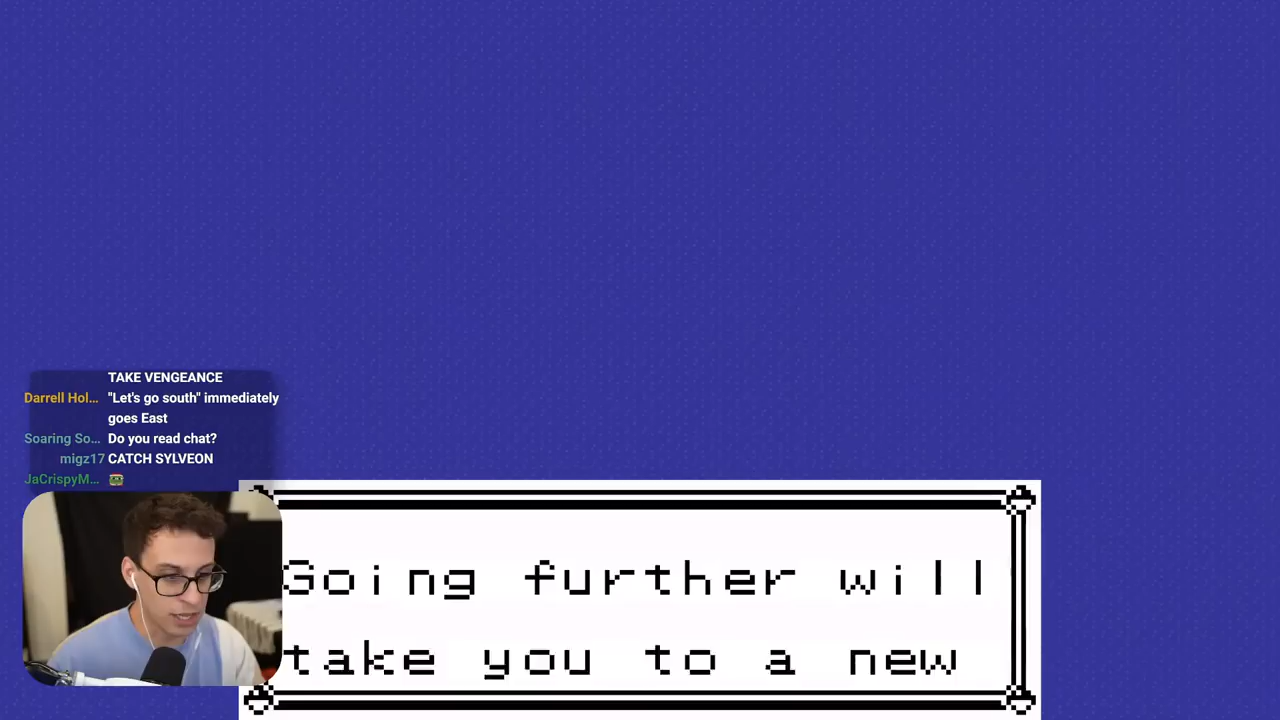 TAKE VENGEANCE
Darrell Hol... "Let's go south" immediately
goes East
Soaring So... Do you read chat?
migz17 CATCH SYLVEON
JaCrispyM...
Going further will
take you to a new